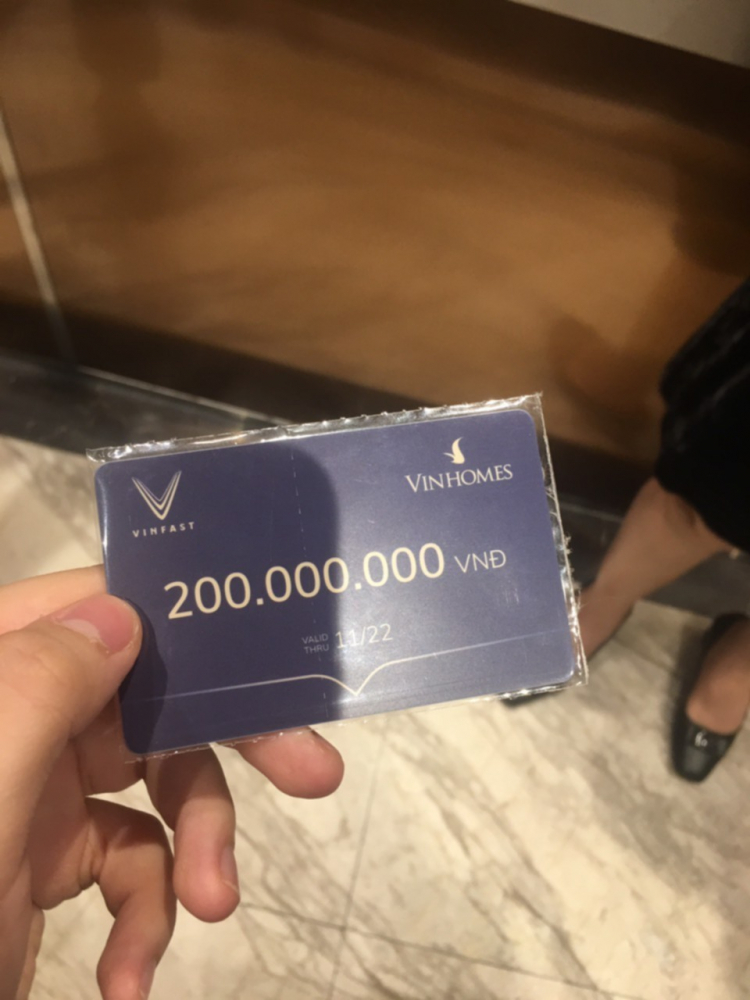 VINFAST
VINHOMES
200.000.000 VNĐ
VALID THRU 11/22